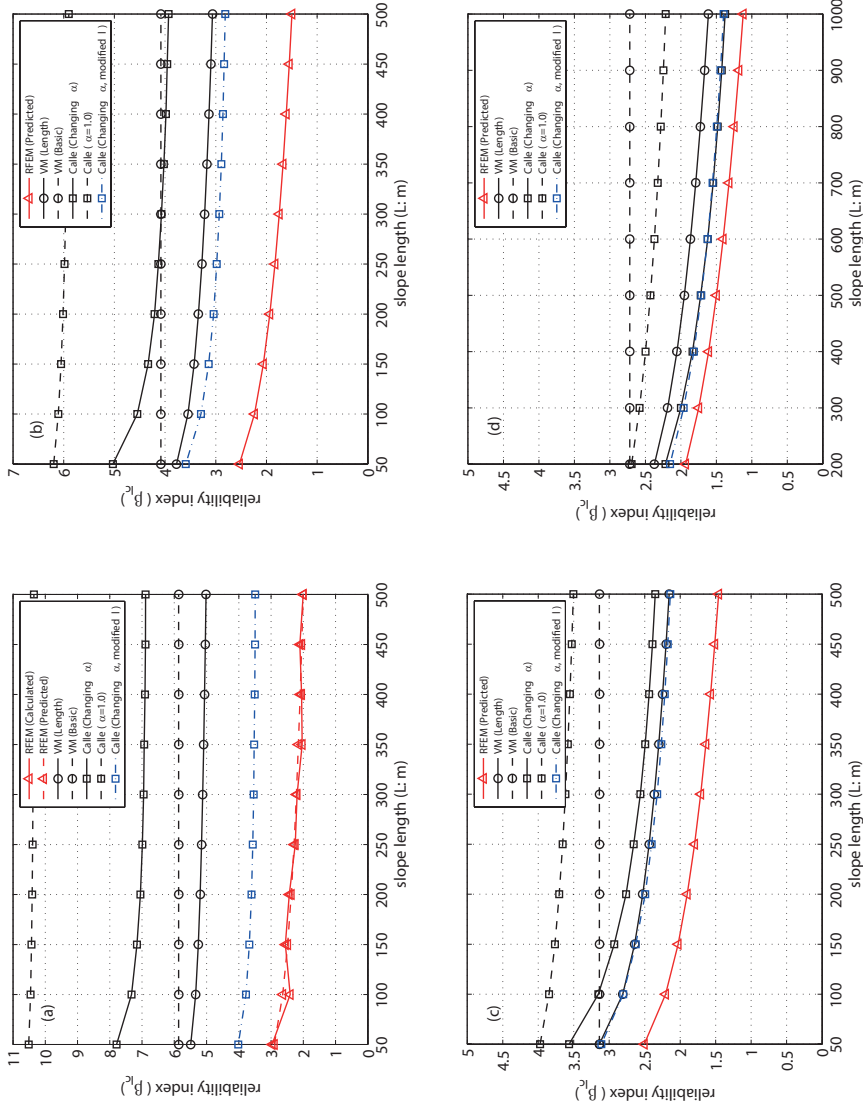 (a)
11
10
9
8
7
6
5
4
3
2
1
0
reliability index ( β_lc )
50 100 150 200 250 300 350 400 450 500
slope length (L: m)
RFEM (Calculated)
RFEM (Predicted)
VM (Length)
VM (Basic)
Calle (Changing α)
Calle ( α=1.0)
Calle (Changing α, modified l )
(b)
7
6
5
4
3
2
1
reliability index ( β_lc )
50 100 150 200 250 300 350 400 450 500
slope length (L: m)
RFEM (Predicted)
VM (Length)
VM (Basic)
Calle (Changing α)
Calle ( α=1.0)
Calle (Changing α, modified l )
(c)
5
4.5
4
3.5
3
2.5
2
1.5
1
0.5
0
reliability index ( β_lc )
50 100 150 200 250 300 350 400 450 500
slope length (L: m)
RFEM (Predicted)
VM (Length)
VM (Basic)
Calle (Changing α)
Calle ( α=1.0)
Calle (Changing α, modified l )
(d)
5
4.5
4
3.5
3
2.5
2
1.5
1
0.5
0
reliability index ( β_lc )
200 300 400 500 600 700 800 900 1000
slope length (L: m)
RFEM (Predicted)
VM (Length)
VM (Basic)
Calle (Changing α)
Calle ( α=1.0)
Calle (Changing α, modified l )